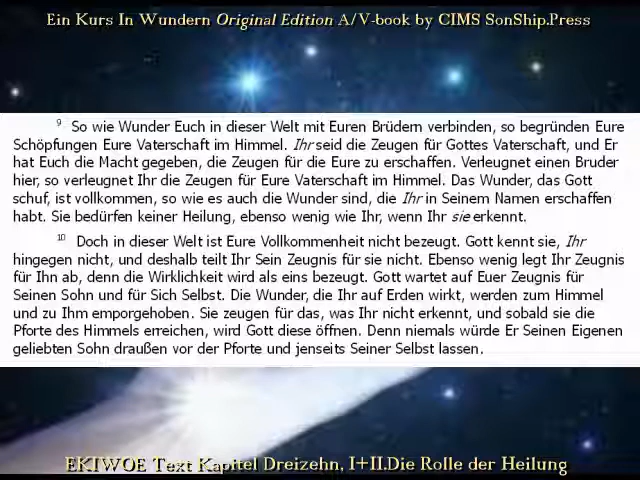 Ein Kurs In Wundern Original Edition A/V-book by CIMS SonShip.Press
9 So wie Wunder Euch in dieser Welt mit Euren Brüdern verbinden, so begründen Eure
Schöpfungen Eure Vaterschaft im Himmel. Ihr seid die Zeugen für Gottes Vaterschaft, und Er
hat Euch die Macht gegeben, die Zeugen für die Eure zu erschaffen. Verleugnet einen Bruder
hier, so verleugnet Ihr die Zeugen für Eure Vaterschaft im Himmel. Das Wunder, das Gott
schuf, ist vollkommen, so wie es auch die Wunder sind, die Ihr in Seinem Namen erschaffen
habt. Sie bedürfen keiner Heilung, ebenso wenig wie Ihr, wenn Ihr sie erkennt.
10 Doch in dieser Welt ist Eure Vollkommenheit nicht bezeugt. Gott kennt sie, Ihr
hingegen nicht, und deshalb teilt Ihr Sein Zeugnis für sie nicht. Ebenso wenig legt Ihr Zeugnis
für Ihn ab, denn die Wirklichkeit wird als eins bezeugt. Gott wartet auf Euer Zeugnis für
Seinen Sohn und für Sich Selbst. Die Wunder, die Ihr auf Erden wirkt, werden zum Himmel
und zu Ihm emporgehoben. Sie zeugen für das, was Ihr nicht erkennt, und sobald sie die
Pforte des Himmels erreichen, wird Gott diese öffnen. Denn niemals würde Er Seinen Eigenen
geliebten Sohn draußen vor der Pforte und jenseits Seiner Selbst lassen.
EKIWOE Text Kapitel Dreizehn, I+II.Die Rolle der Heilung